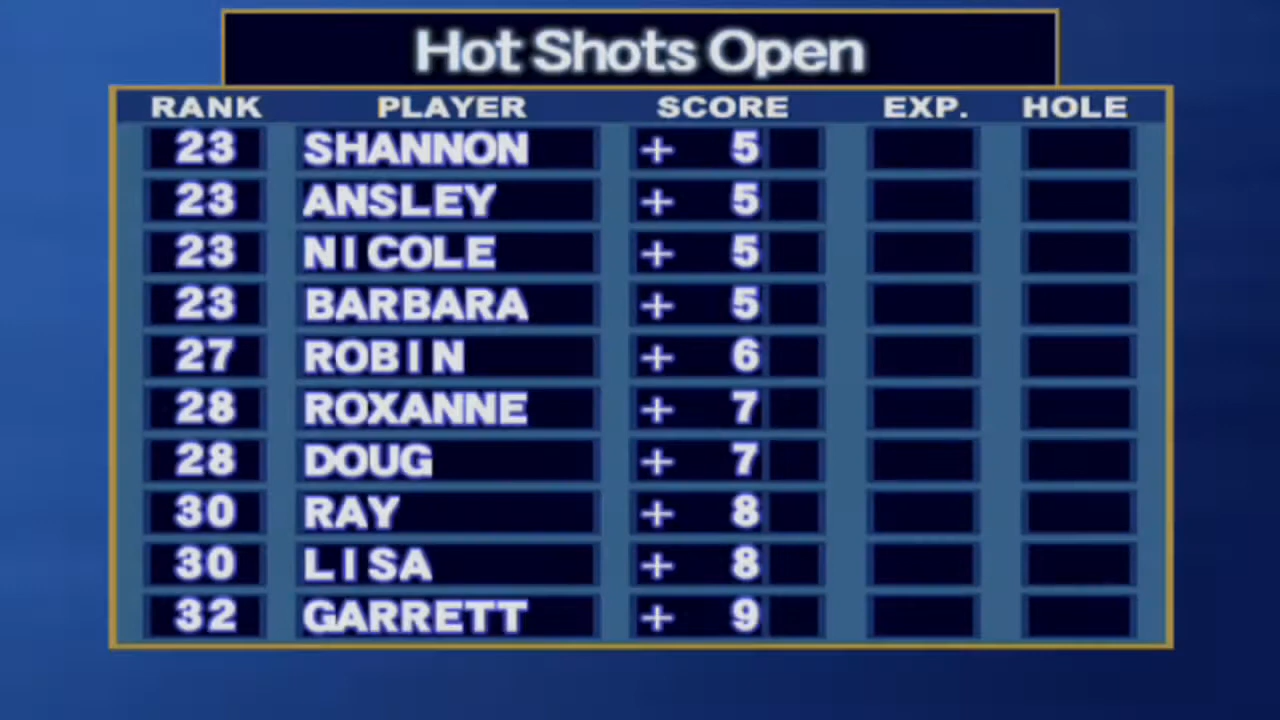 Hot Shots Open
RANK PLAYER SCORE EXP. HOLE
23 SHANNON + 5
23 ANSLEY + 5
23 NICOLE + 5
23 BARBARA + 5
27 ROBIN + 6
28 ROXANNE + 7
28 DOUG + 7
30 RAY + 8
30 LISA + 8
32 GARRETT + 9